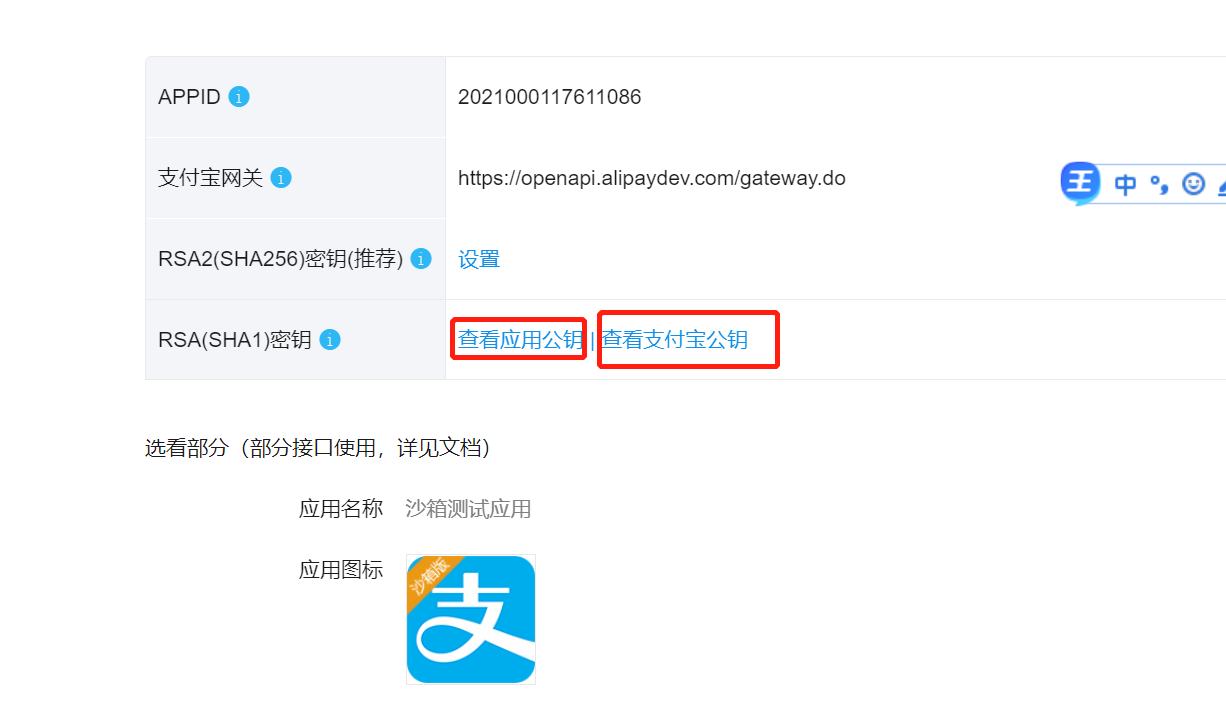 APPID i 2021000117611086
支付宝网关 i https://openapi.alipaydev.com/gateway.do
王 中
RSA2(SHA256)密钥(推荐) i 设置
RSA(SHA1)密钥 i 查看应用公钥 | 查看支付宝公钥
选看部分（部分接口使用，详见文档）
应用名称 沙箱测试应用
应用图标
沙箱版
支